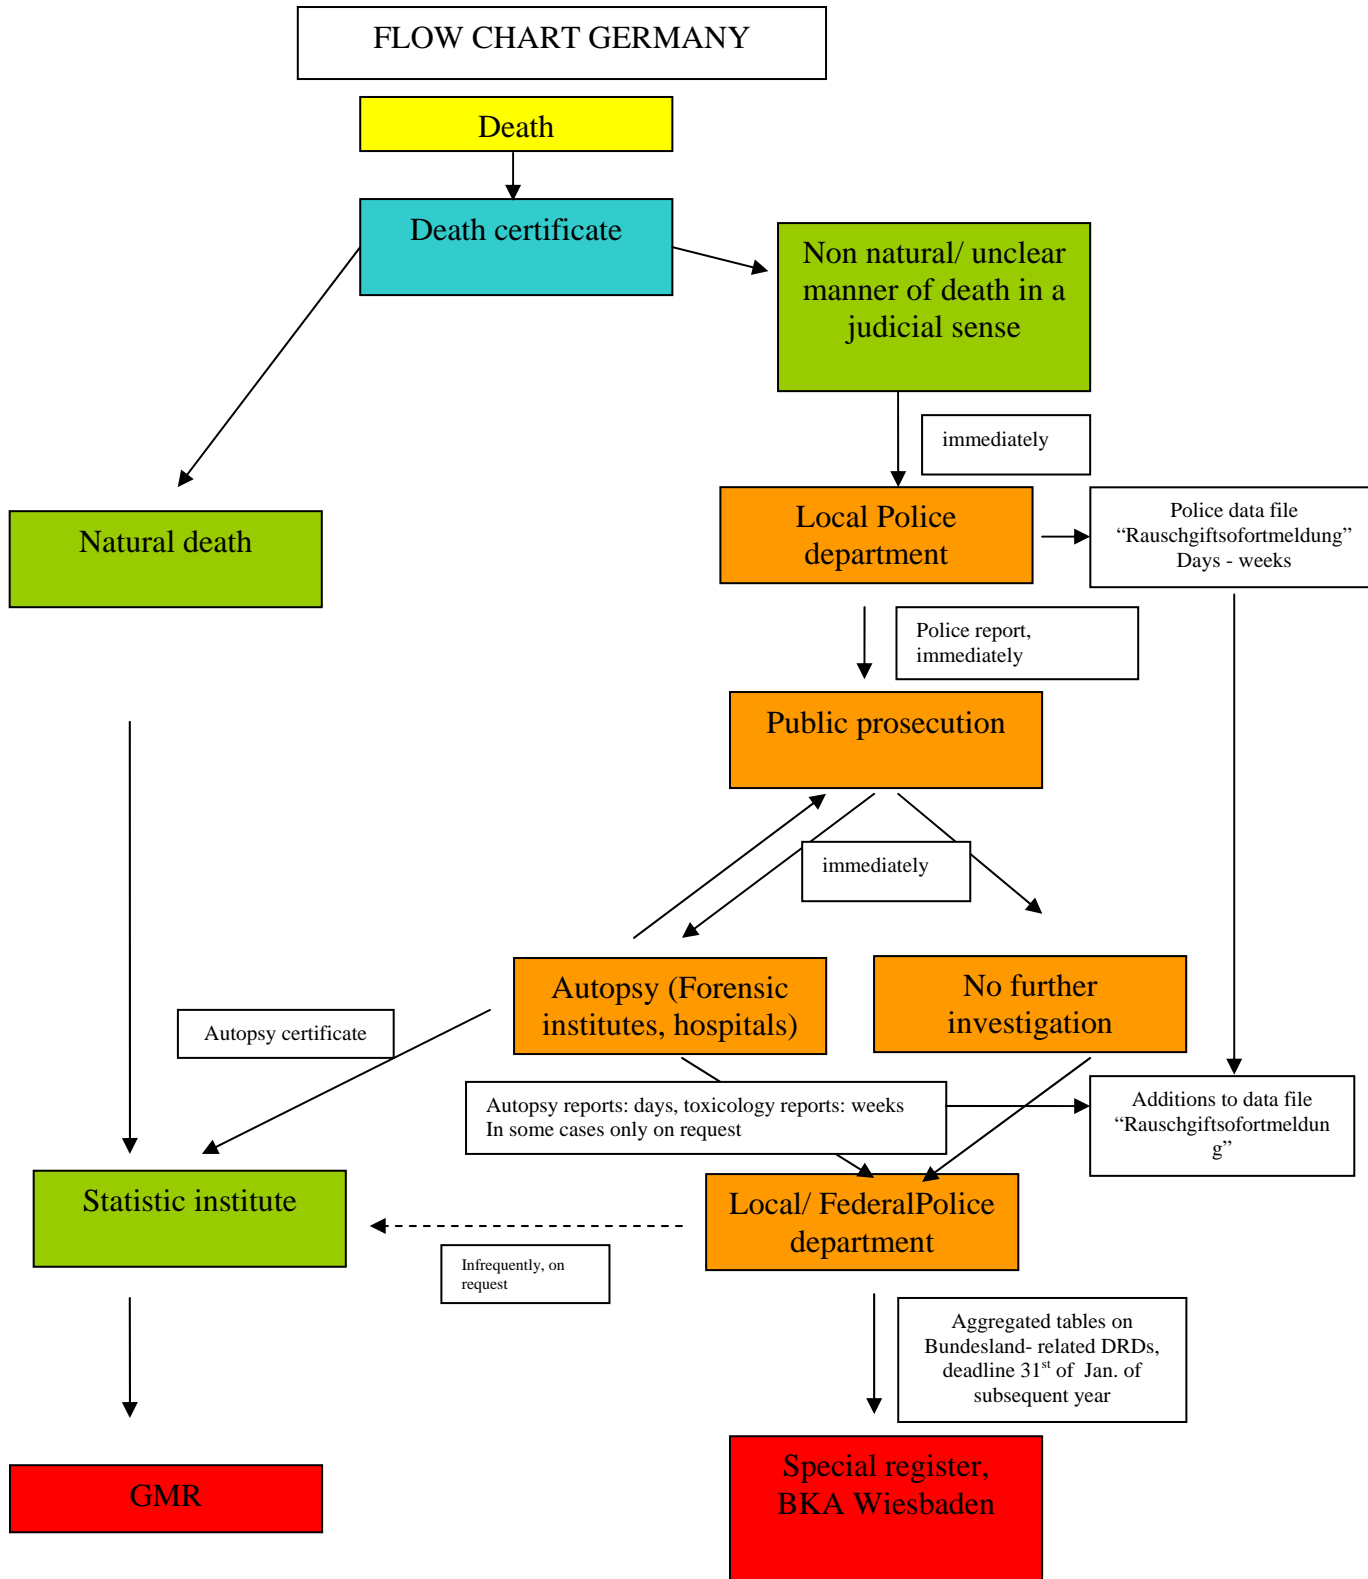 FLOW CHART GERMANY
Death
Death certificate
Non natural/ unclear
manner of death in a
judicial sense
immediately
Natural death
Local Police
department
Police data file
“Rauschgiftsofortmeldung”
Days - weeks
Police report,
immediately
Public prosecution
immediately
Autopsy (Forensic
institutes, hospitals)
No further
investigation
Autopsy certificate
Autopsy reports: days, toxicology reports: weeks
In some cases only on request
Additions to data file
“Rauschgiftsofortmeldun
g”
Statistic institute
Local/ FederalPolice
department
Infrequently, on
request
Aggregated tables on
Bundesland- related DRDs,
deadline 31st of Jan. of
subsequent year
GMR
Special register,
BKA Wiesbaden